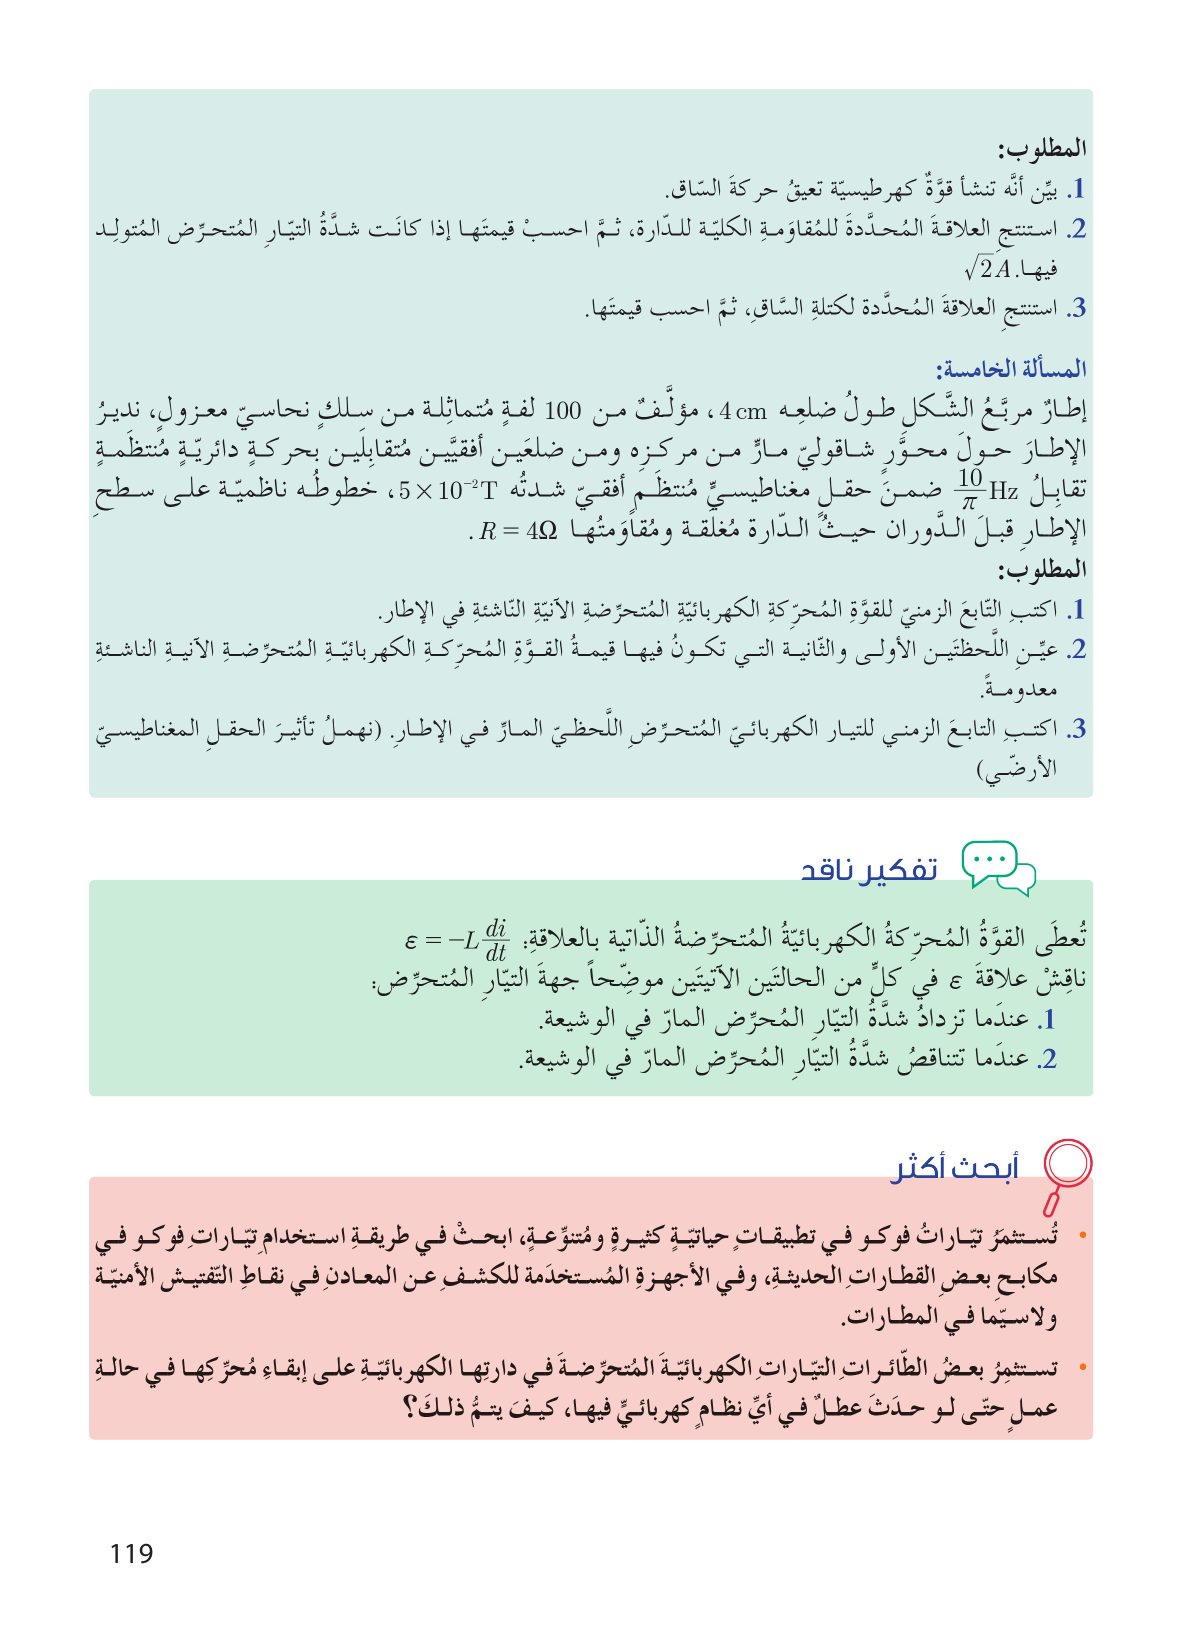 المطلوب:
1. بيِّن أنَّه تنشأ قوَّةٌ كهرطيسيّة تعيقُ حركةَ السّاق.
2. استنتجِ العلاقةَ المُحدَّدةَ للمُقاوَمةِ الكليّة للدّارة، ثمَّ احسبْ قيمتَها إذا كانَت شدَّةُ التيّارِ المُتحرِّض المُتولِد
فيها. √2 A
3. استنتجِ العلاقةَ المُحدَّدة لكتلةِ السَّاقِ، ثمَّ احسب قيمتَها.
المسألة الخامسة:
إطارٌ مربَّعُ الشَّكلِ طولُ ضلعِه 4 cm، مؤلَّفٌ من 100 لفةٍ مُتماثِلة من سِلكٍ نحاسيّ معزولٍ، نديرُ
الإطارَ حولَ محوَّرٍ شاقوليّ مارٍّ من مركزِه ومن ضلعَين أفقيَّين مُتقابِلَين بحركةٍ دائريّةٍ مُنتظَمةٍ
تقابِلُ 10/π Hz ضمنَ حقلٍ مغناطيسيٍّ مُنتظَمٍ أفقيّ شدتُه 5×10⁻² T، خطوطُه ناظميّة على سطحِ
الإطارِ قبلَ الدَّوران حيثُ الدّارة مُغلَقة ومُقاوَمتُها R = 4Ω .
المطلوب:
1. اكتبِ التّابعَ الزمنيّ للقوَّةِ المُحرّكةِ الكهربائيّةِ المُتحرِّضةِ الآنيّةِ النّاشئةِ في الإطار.
2. عيِّنِ اللَّحظتَين الأولى والثّانية التي تكونُ فيها قيمةُ القوَّةِ المُحرّكةِ الكهربائيّةِ المُتحرِّضةِ الآنيةِ الناشئةِ
معدومةً.
3. اكتبِ التابعَ الزمني للتيار الكهربائيّ المُتحرِّضِ اللَّحظيّ المارِّ في الإطارِ. (نهملُ تأثيرَ الحقلِ المغناطيسيّ
الأرضّي)
تفكير ناقد
تُعطَى القوَّةُ المُحرّكةُ الكهربائيّةُ المُتحرِّضةُ الذّاتية بالعلاقةِ: ε = −L di/dt
ناقِشْ علاقةَ ε في كلٍّ من الحالتَين الآتيتَين موضِّحاً جهةَ التيّارِ المُتحرِّض:
1. عندَما تزدادُ شدَّةُ التيّارِ المُحرِّض المارّ في الوشيعة.
2. عندَما تتناقصُ شدَّةُ التيّارِ المُحرِّض المارّ في الوشيعة.
أبحث أكثر
• تُستثمَرُ تيّاراتُ فوكو في تطبيقاتٍ حياتيّةٍ كثيرةٍ ومُتنوِّعةٍ، ابحثْ في طريقةِ استخدامِ تيّاراتِ فوكو في
مكابحِ بعضِ القطاراتِ الحديثةِ، وفي الأجهزةِ المُستخدَمة للكشفِ عن المعادنِ في نقاطِ التّفتيش الأمنيّة
ولاسيّما في المطارات.
• تستثمِرُ بعضُ الطّائراتِ التيّاراتِ الكهربائيّةَ المُتحرِّضةَ في دارتِها الكهربائيّةِ على إبقاءِ مُحرِّكِها في حالةِ
عملٍ حتّى لو حدَثَ عطلٌ في أيِّ نظامٍ كهربائيٍّ فيها، كيفَ يتمُّ ذلكَ؟
119